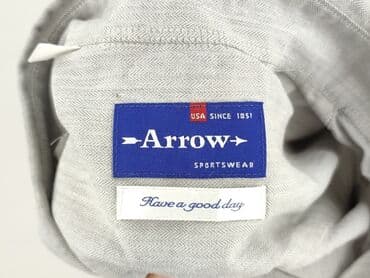 USA SINCE 1851
Arrow
SPORTSWEAR
Have a good day